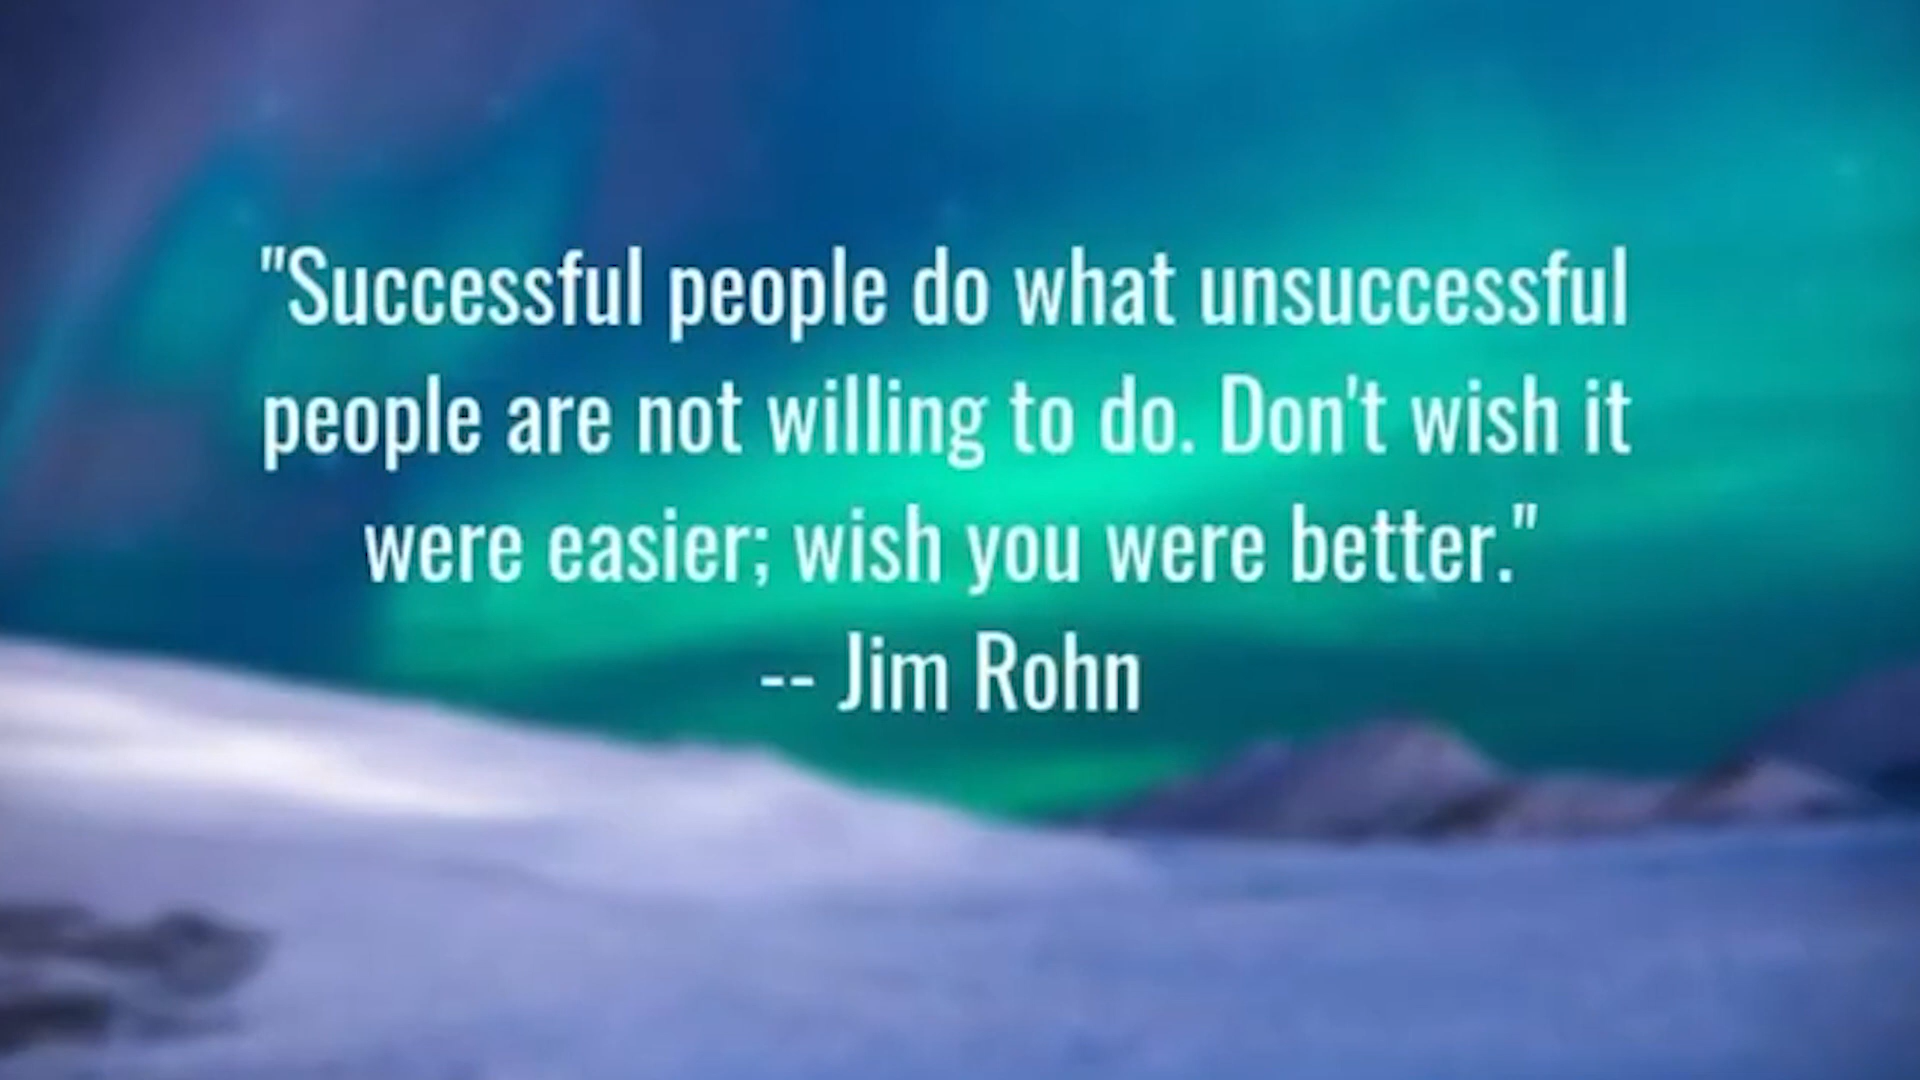 "Successful people do what unsuccessful
people are not willing to do. Don't wish it
were easier; wish you were better."
-- Jim Rohn